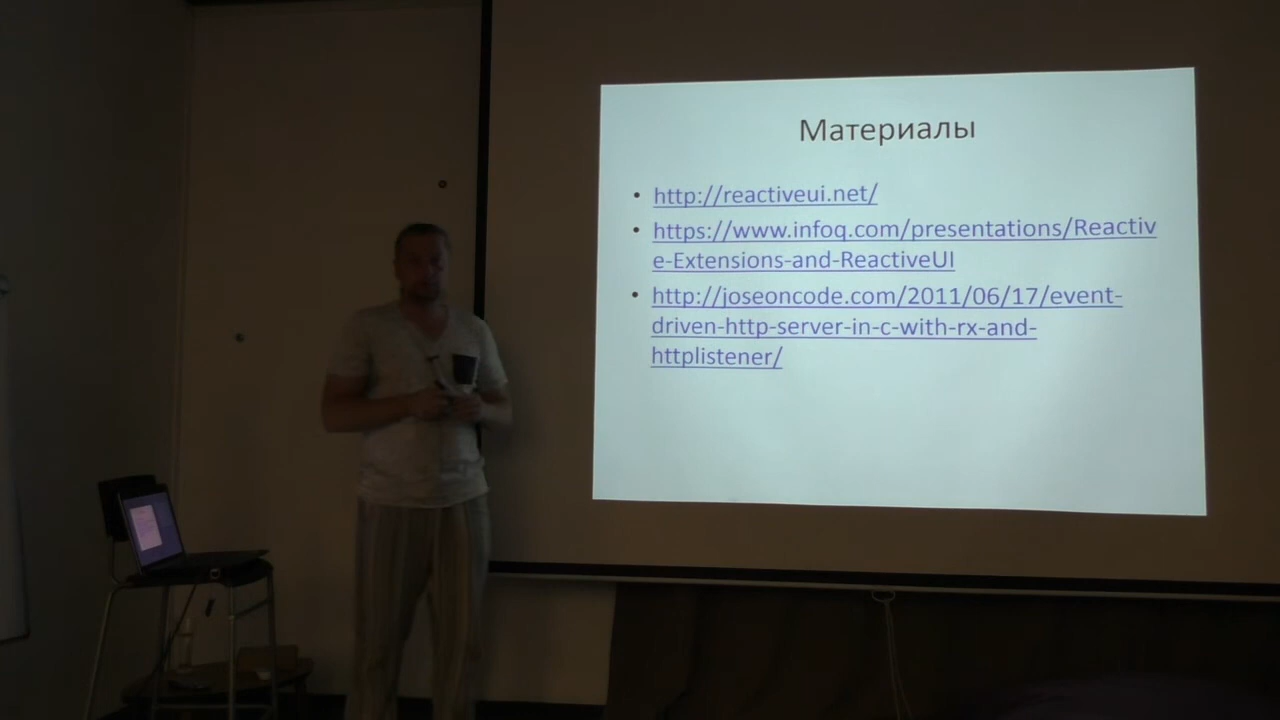 Материалы
• http://reactiveui.net/
• https://www.infoq.com/presentations/Reactiv
e-Extensions-and-ReactiveUI
• http://joseoncode.com/2011/06/17/event-
driven-http-server-in-c-with-rx-and-
httplistener/